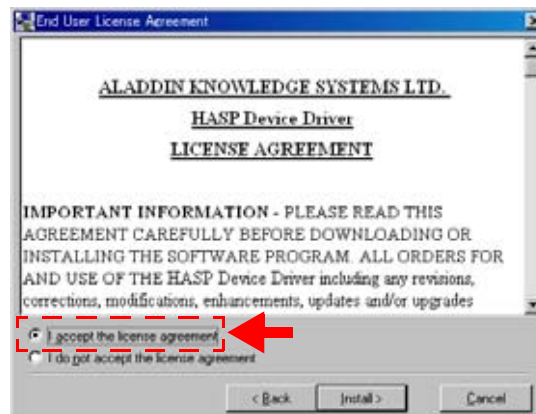 End User License Agreement
ALADDIN KNOWLEDGE SYSTEMS LTD.
HASP Device Driver
LICENSE AGREEMENT
IMPORTANT INFORMATION - PLEASE READ THIS
AGREEMENT CAREFULLY BEFORE DOWNLOADING OR
INSTALLING THE SOFTWARE PROGRAM. ALL ORDERS FOR
AND USE OF THE HASP Device Driver including any revisions,
corrections, modifications, enhancements, updates and/or upgrades
I accept the license agreement
I do not accept the license agreement
< Back Install > Cancel